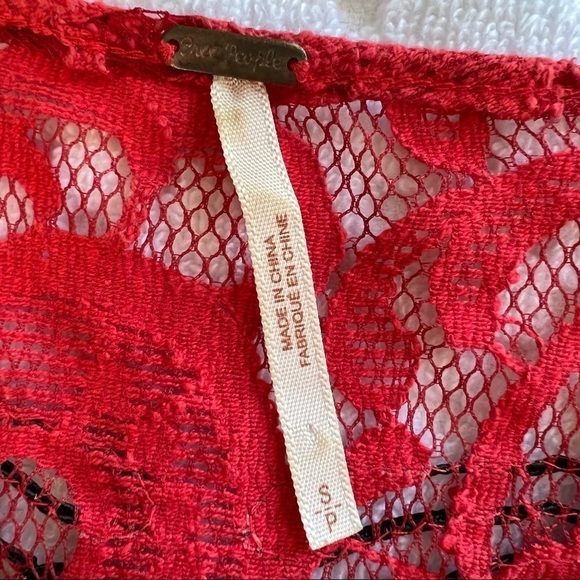 Free People
MADE IN CHINA
FABRIQUÉ EN CHINE
S
P